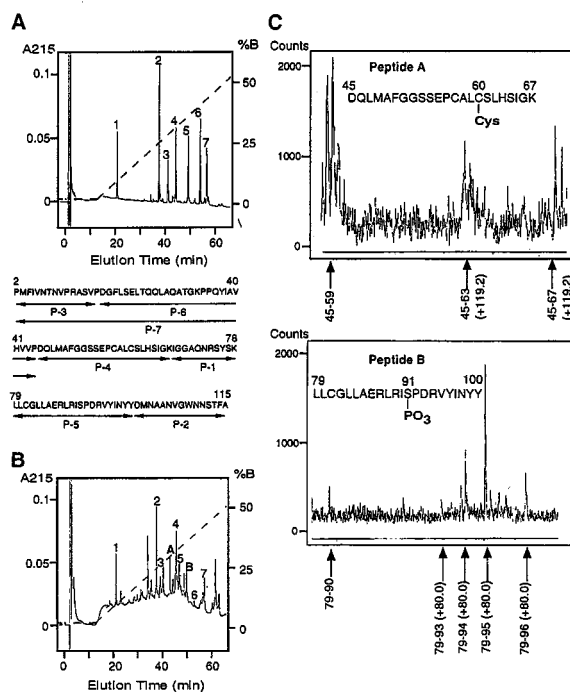 A
A215
%B
0.1
0.05
0
50
25
0
1
2
3
4
5
6
7
0 20 40 60
Elution Time (min)
2 40
PMFIVNTNVPRASVPDGFLSELTQQLAQATGKPPQYIAV
P-3 P-6
P-7
41 78
HVVPDQLMAFGGSSEPCALCSLHSIGKIGGAQNRSYSK
P-4 P-1
79 115
LLCGLLAERLRISPDRVYINYYDMNAANVGWNNSTFA
P-5 P-2
B
A215
%B
0.1
0.05
0
50
25
0
1
2
3
A
4
5
B
6
7
0 20 40 60
Elution Time (min)
C
Counts
2000
1000
0
Peptide A
45 60 67
DQLMAFGGSSEPCALCSLHSIGK
Cys
45-59
45-63 (+119.2)
45-67 (+119.2)
Counts
2000
1000
0
Peptide B
79 91 100
LLCGLLAERLRISPDRVYINYY
PO3
79-90
79-93 (+80.0)
79-94 (+80.0)
79-95 (+80.0)
79-96 (+80.0)